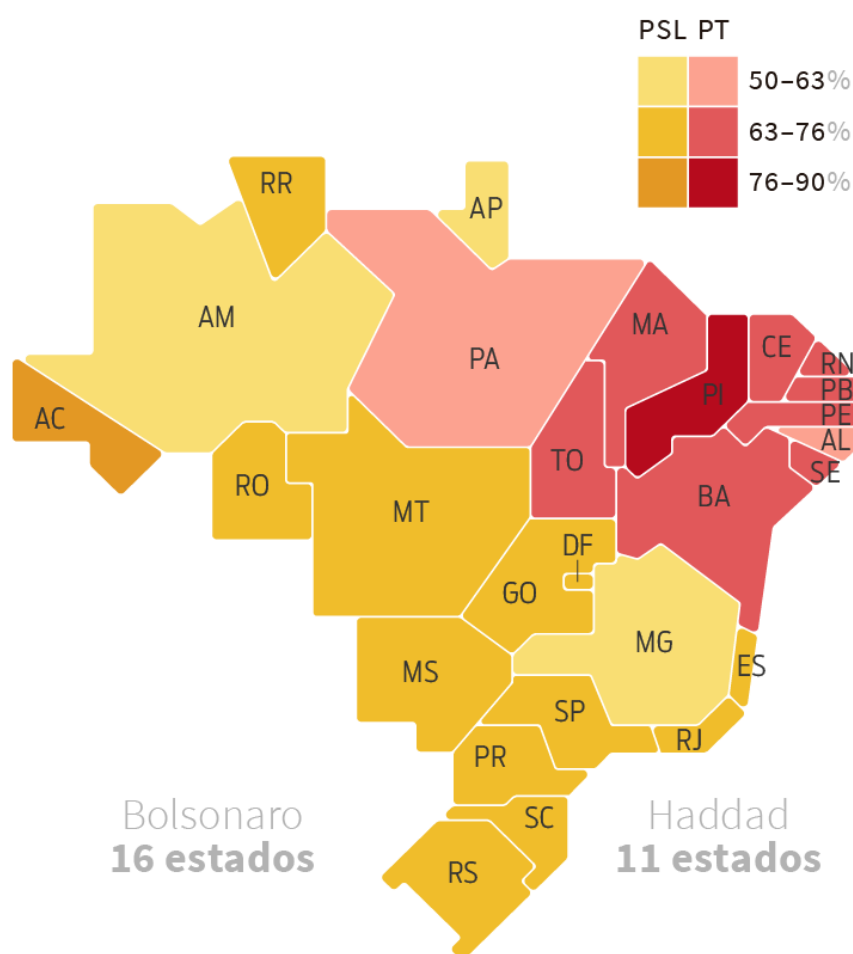 PSL PT
50–63%
63–76%
76–90%
RR
AP
AM
PA
MA
CE
RN
PB
PI
PE
AC
AL
TO
SE
RO
BA
MT
DF
GO
MG
ES
MS
SP
RJ
PR
Bolsonaro
16 estados
SC
Haddad
11 estados
RS